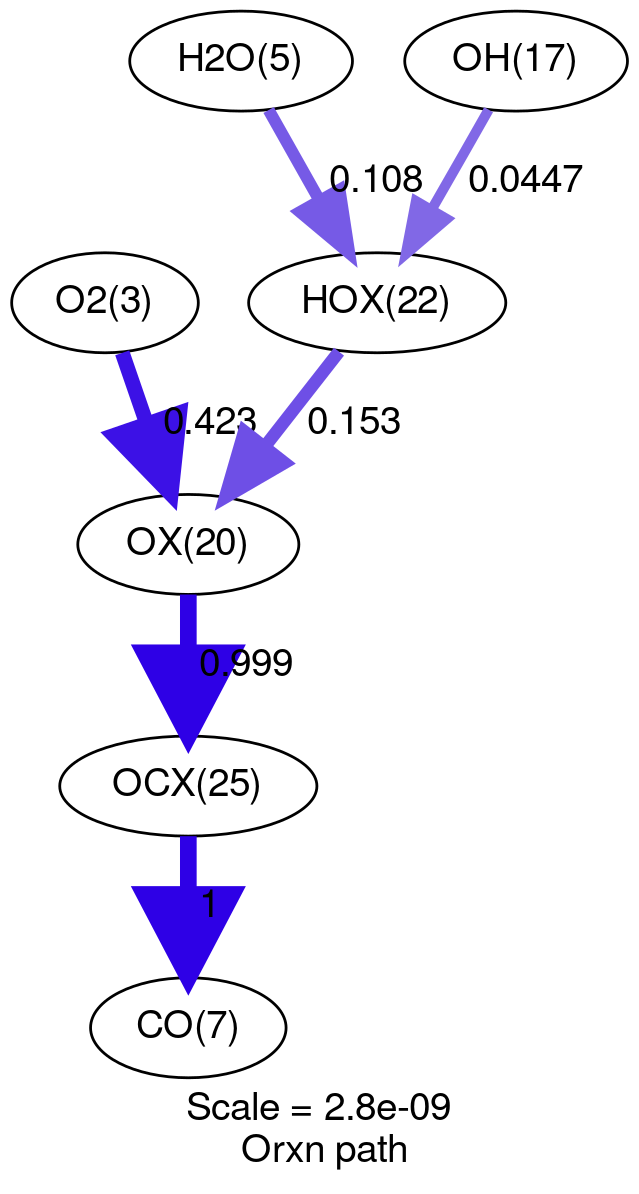 H2O(5)
OH(17)
0.108
0.0447
O2(3)
HOX(22)
0.423
0.153
OX(20)
0.999
OCX(25)
1
CO(7)
Scale = 2.8e-09
Orxn path